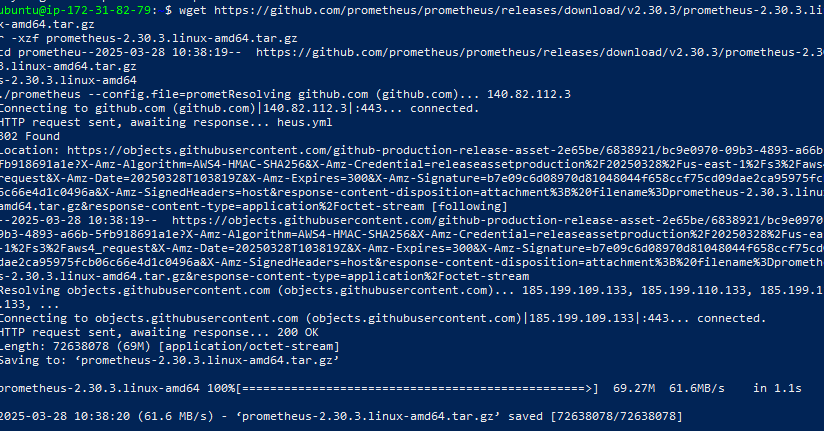 ubuntu@ip-172-31-82-79: $ wget https://github.com/prometheus/prometheus/releases/download/v2.30.3/prometheus-2.30.3.lin
x-amd64.tar.gz
r -xzf prometheus-2.30.3.linux-amd64.tar.gz
cd prometheu--2025-03-28 10:38:19--  https://github.com/prometheus/prometheus/releases/download/v2.30.3/prometheus-2.30
3.linux-amd64.tar.gz
s-2.30.3.linux-amd64
./prometheus --config.file=prometResolving github.com (github.com)... 140.82.112.3
Connecting to github.com (github.com)|140.82.112.3|:443... connected.
HTTP request sent, awaiting response... heus.yml
302 Found
Location: https://objects.githubusercontent.com/github-production-release-asset-2e65be/6838921/bc9e0970-09b3-4893-a66b
fb918691a1e?X-Amz-Algorithm=AWS4-HMAC-SHA256&X-Amz-Credential=releaseassetproduction%2F20250328%2Fus-east-1%2Fs3%2Faws
request&X-Amz-Date=20250328T103819Z&X-Amz-Expires=300&X-Amz-Signature=b7e09c6d08970d81048044f658ccf75cd09dae2ca95975fc
6c66e4d1c0496a&X-Amz-SignedHeaders=host&response-content-disposition=attachment%3B%20filename%3Dprometheus-2.30.3.linu
tar.gz&response-content-type=application%2Foctet-stream [following]
--2025-03-28 10:38:19--  https://objects.githubusercontent.com/github-production-release-asset-2e65be/6838921/bc9e0970
9b3-4893-a66b-5fb918691a1e?X-Amz-Algorithm=AWS4-HMAC-SHA256&X-Amz-Credential=releaseassetproduction%2F20250328%2Fus-ea
-1%2Fs3%2Faws4_request&X-Amz-Date=20250328T103819Z&X-Amz-Expires=300&X-Amz-Signature=b7e09c6d08970d81048044f658ccf75cd
dae2ca95975fcb06c66e4d1c0496a&X-Amz-SignedHeaders=host&response-content-disposition=attachment%3B%20filename%3Dprometh
s-2.30.3.linux-amd64.tar.gz&response-content-type=application%2Foctet-stream
Resolving objects.githubusercontent.com (objects.githubusercontent.com)... 185.199.109.133, 185.199.110.133, 185.199.1
.133, ...
Connecting to objects.githubusercontent.com (objects.githubusercontent.com)|185.199.109.133|:443... connected.
HTTP request sent, awaiting response... 200 OK
Length: 72638078 (69M) [application/octet-stream]
Saving to: ‘prometheus-2.30.3.linux-amd64.tar.gz’
prometheus-2.30.3.linux-amd64 100%[=================================================>]  69.27M  61.6MB/s    in 1.1s
2025-03-28 10:38:20 (61.6 MB/s) - ‘prometheus-2.30.3.linux-amd64.tar.gz’ saved [72638078/72638078]